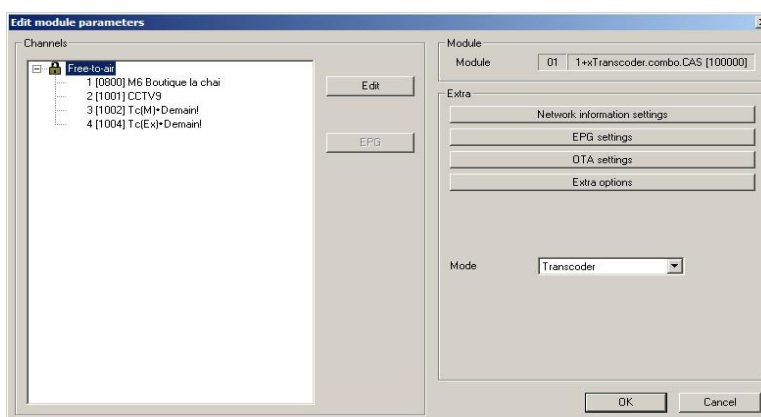 Edit module parameters
Channels
Free-to-air
1 [0800] M6 Boutique la chai
2 [1001] CCTV9
3 [1002] Tc(M)•Demain!
4 [1004] Tc(Ex)•Demain!
Edit
EPG
Module
Module 01 1+xTranscoder.combo.CAS [100000]
Extra
Network information settings
EPG settings
OTA settings
Extra options
Mode Transcoder
OK Cancel